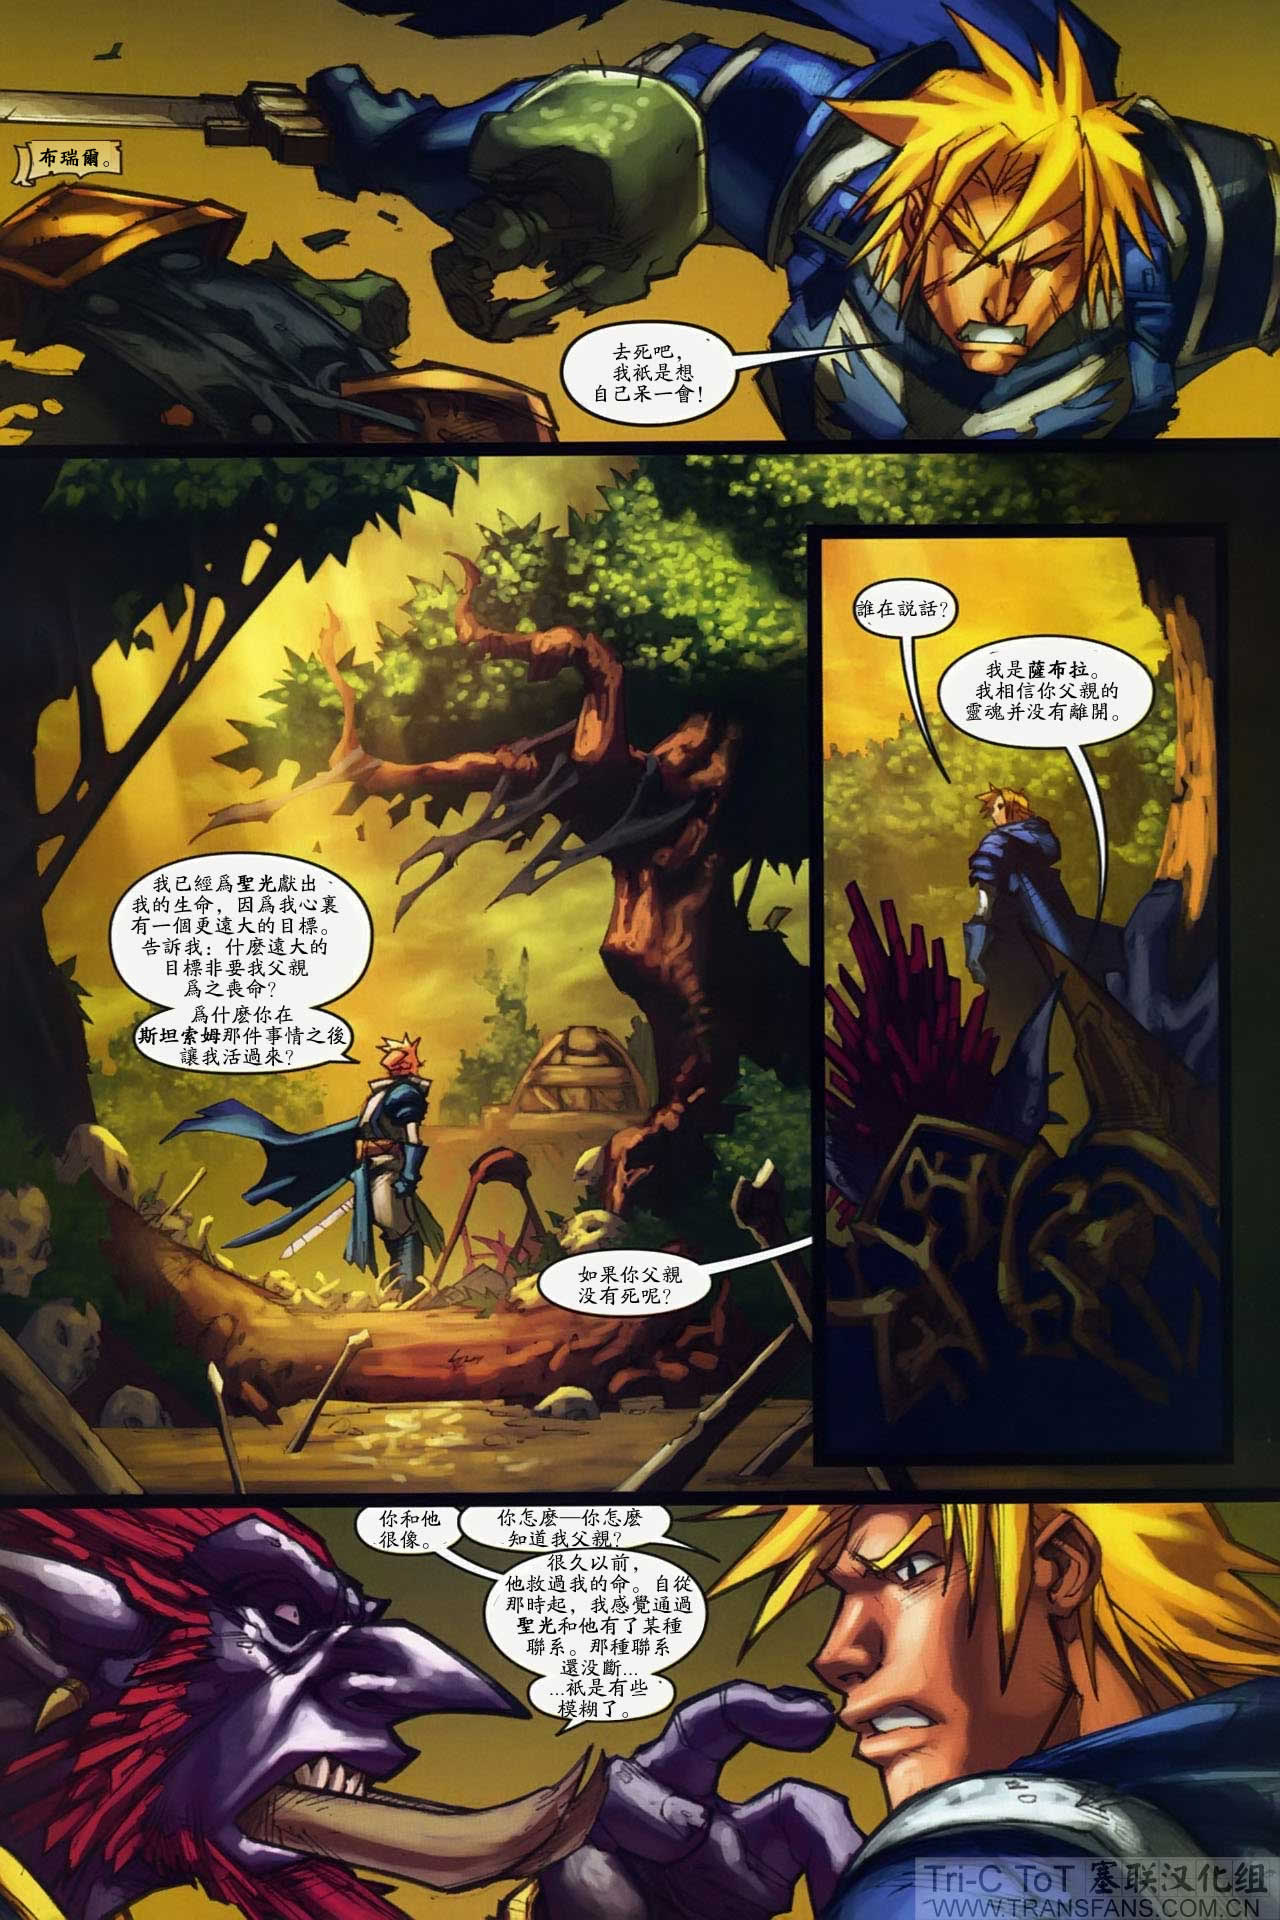 布瑞爾。
去死吧，
我衹是想
自己呆一會！
我已經爲聖光獻出
我的生命，因爲我心裏
有一個更遠大的目標。
告訴我：什麽遠大的
目標非要我父親
爲之喪命？
爲什麽你在
斯坦索姆那件事情之後
讓我活過來？
如果你父親
没有死呢？
誰在説話？
我是薩布拉。
我相信你父親的
靈魂并没有離開。
你和他
很像。
你怎麽—你怎麽
知道我父親？
很久以前，
他救過我的命。自從
那時起，我感覺通過
聖光和他有了某種
聯系。那種聯系
還没斷…
…衹是有些
模糊了。
Tri-C ToT 塞联汉化组
WWW.TRANSFANS.COM.CN